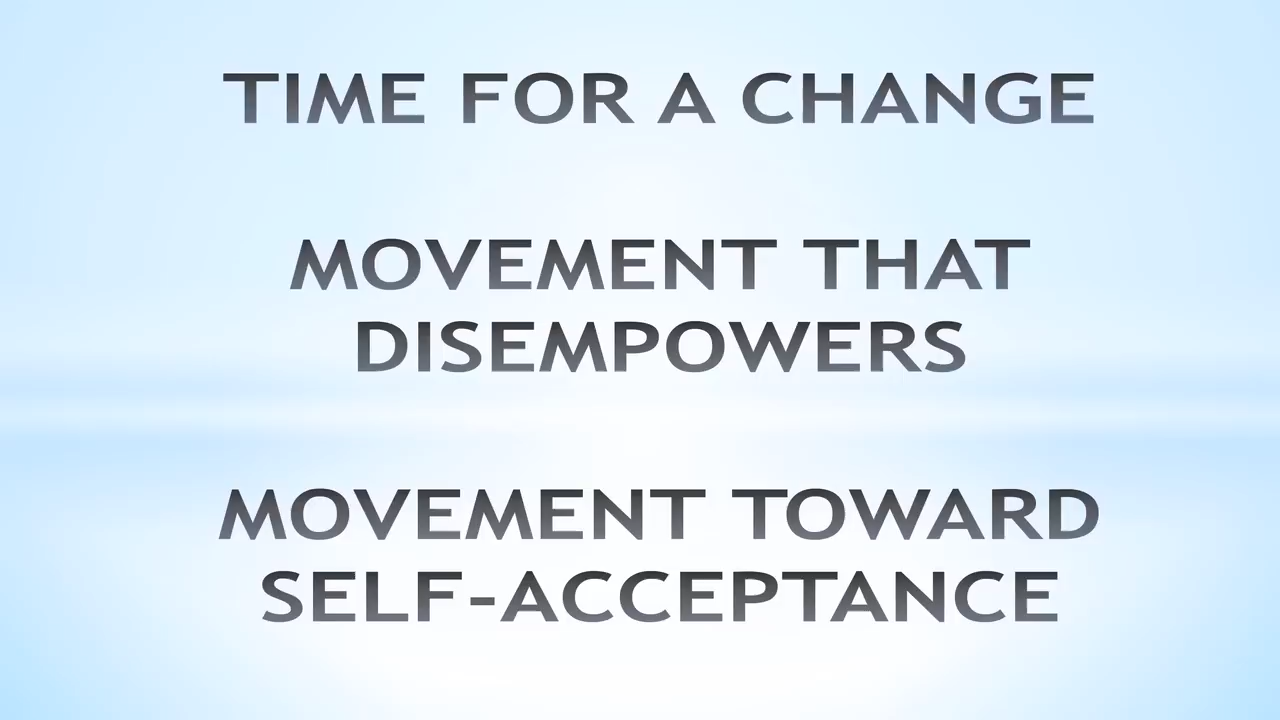 TIME FOR A CHANGE
MOVEMENT THAT
DISEMPOWERS
MOVEMENT TOWARD
SELF-ACCEPTANCE